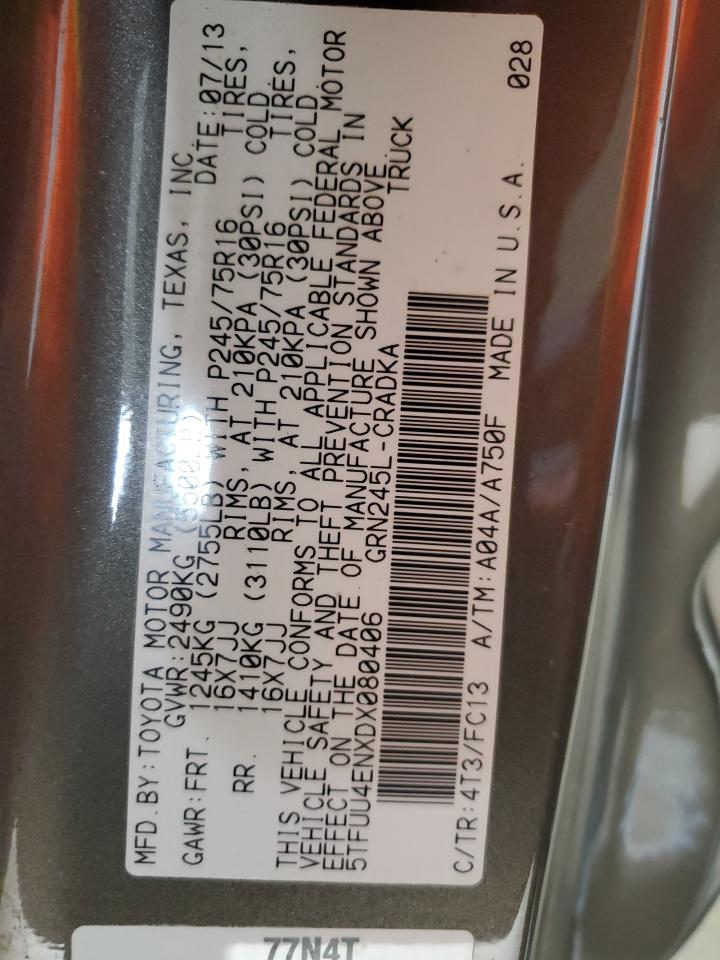 MFD.BY:TOYOTA MOTOR MANUFACTURING, TEXAS, INC.
GVWR:2490KG (5500LB) DATE:07/13
GAWR:FRT. 1245KG (2755LB) WITH P245/75R16 TIRES,
16X7JJ RIMS, AT 210KPA (30PSI) COLD
RR. 1410KG (3110LB) WITH P245/75R16 TIRES,
16X7JJ RIMS, AT 210KPA (30PSI) COLD
THIS VEHICLE CONFORMS TO ALL APPLICABLE FEDERAL MOTOR
VEHICLE SAFETY AND THEFT PREVENTION STANDARDS IN
EFFECT ON THE DATE OF MANUFACTURE SHOWN ABOVE.
5TFUU4ENXDX080406 GRN245L-CRADKA TRUCK
C/TR:4T3/FC13 A/TM:A04A/A750F MADE IN U.S.A. 028
77N4T